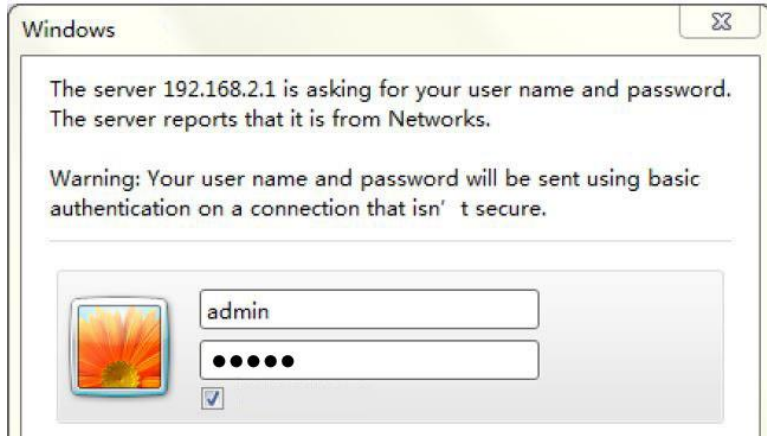 Windows
The server 192.168.2.1 is asking for your user name and password.
The server reports that it is from Networks.
Warning: Your user name and password will be sent using basic
authentication on a connection that isn' t secure.
admin
●●●●●